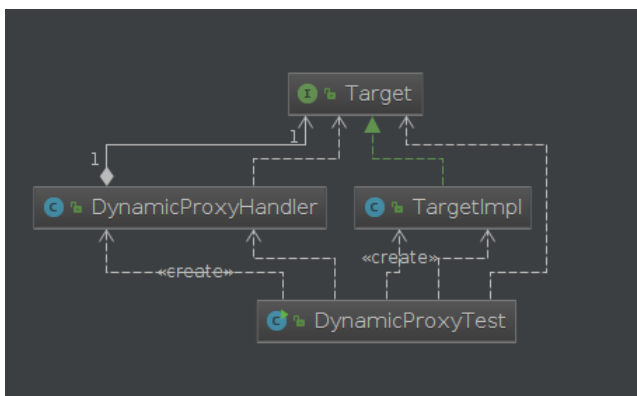 I Target
1
1
C DynamicProxyHandler
C TargetImpl
«create»
«create»
C DynamicProxyTest